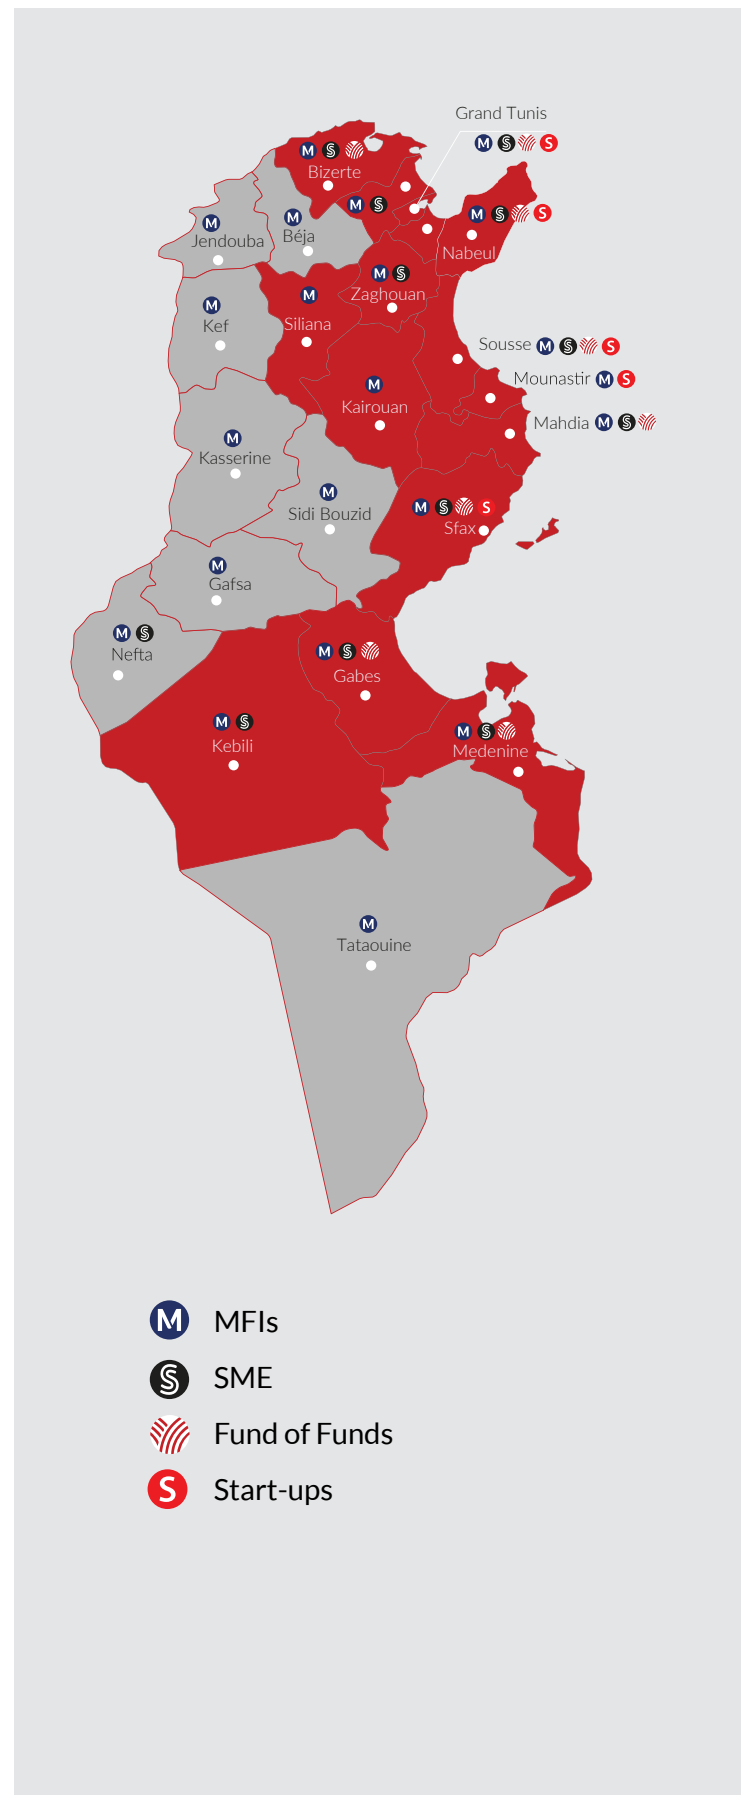 Grand Tunis
M S
M S
Bizerte
M S
M S S
Nabeul
M
Jendouba
M
Béja
M S
Zaghouan
M
Kef
M
Siliana
Sousse M S S
Mounastir M S
M
Kairouan
Mahdia M S
M
Kasserine
M
Sidi Bouzid
M S S
Sfax
M
Gafsa
M S
Nefta
M S
Gabes
M S
Kebili
M S
Medenine
M
Tataouine
M MFIs
S SME
Fund of Funds
S Start-ups